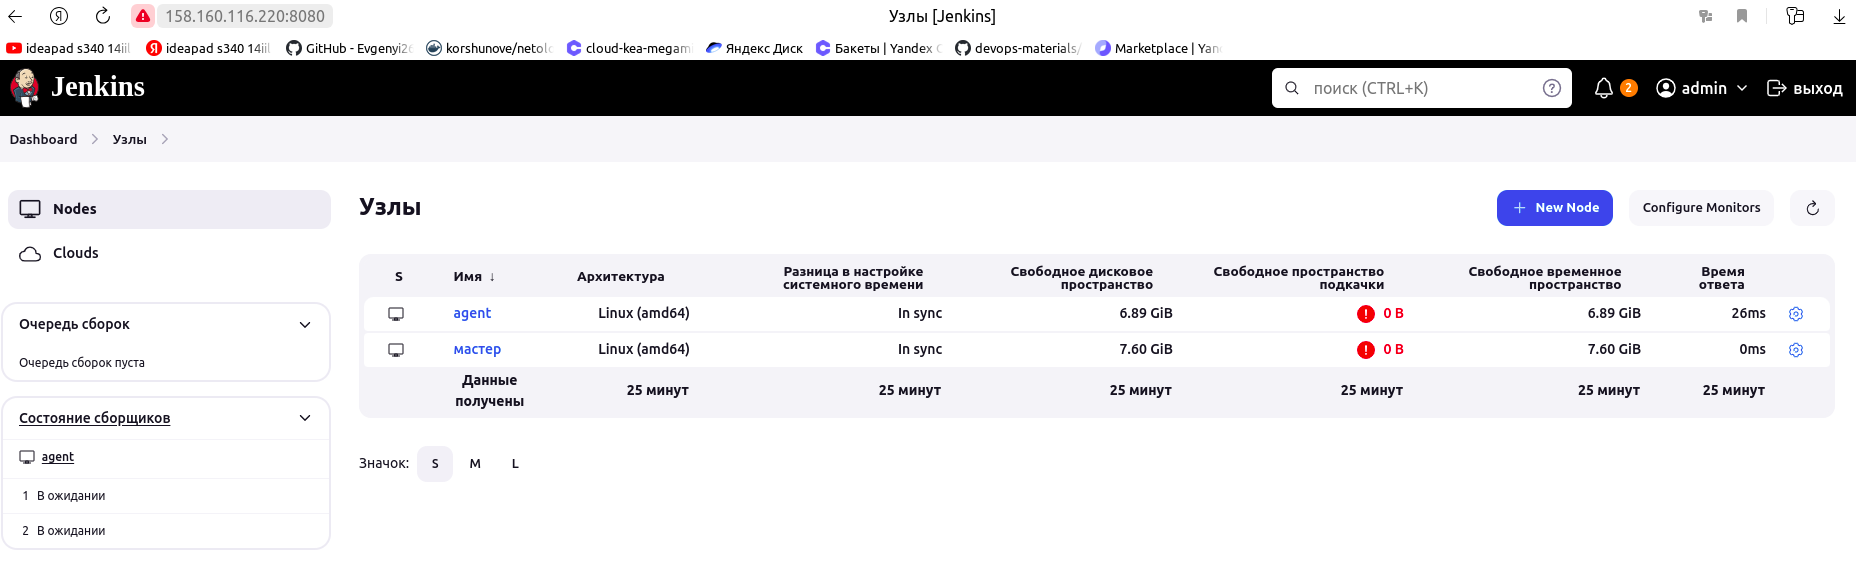 158.160.116.220:8080 Узлы [Jenkins]
ideapad s340 14iil ideapad s340 14iil GitHub - Evgenyi26 korshunove/netolo cloud-kea-megami Яндекс Диск Бакеты | Yandex C devops-materials/ Marketplace | Yan
Jenkins поиск (CTRL+K) ? 2 admin выход
Dashboard Узлы
Nodes
Clouds
Очередь сборок
Очередь сборок пуста
Состояние сборщиков
agent
1 В ожидании
2 В ожидании
Узлы
+ New Node Configure Monitors
S Имя ↓ Архитектура Разница в настройке системного времени Свободное дисковое пространство Свободное пространство подкачки Свободное временное пространство Время ответа
agent Linux (amd64) In sync 6.89 GiB ! 0 B 6.89 GiB 26ms
мастер Linux (amd64) In sync 7.60 GiB ! 0 B 7.60 GiB 0ms
Данные получены 25 минут 25 минут 25 минут 25 минут 25 минут 25 минут
Значок: S M L